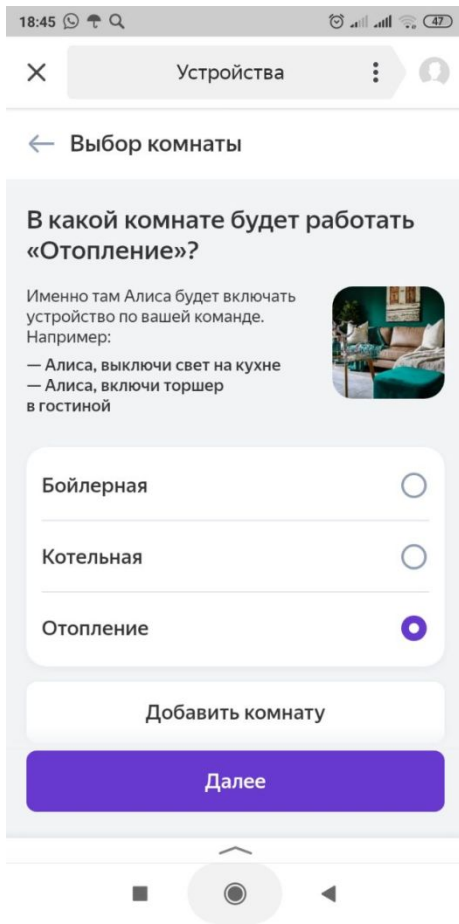 18:45 47
Устройства
Выбор комнаты
В какой комнате будет работать
«Отопление»?
Именно там Алиса будет включать
устройство по вашей команде.
Например:
— Алиса, выключи свет на кухне
— Алиса, включи торшер
в гостиной
Бойлерная
Котельная
Отопление
Добавить комнату
Далее